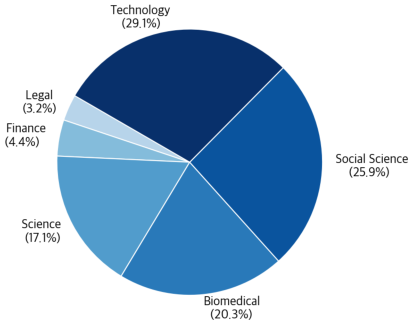 Technology
(29.1%)
Legal
(3.2%)
Finance
(4.4%)
Social Science
(25.9%)
Science
(17.1%)
Biomedical
(20.3%)